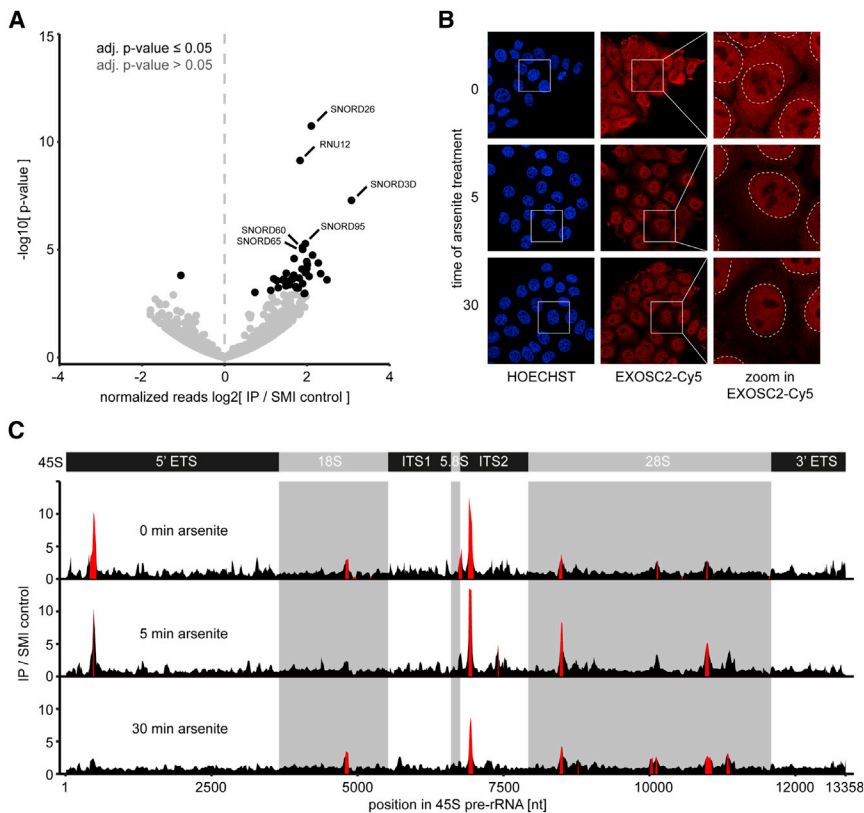 A
15
10
5
0
-log10[ p-value ]
adj. p-value ≤ 0.05
adj. p-value > 0.05
SNORD26
RNU12
SNORD3D
SNORD60
SNORD95
SNORD65
-4
-2
0
2
4
normalized reads log2[ IP / SMI control ]
B
time of arsenite treatment
0
5
30
HOECHST
EXOSC2-Cy5
zoom in
EXOSC2-Cy5
C
45S
5' ETS
18S
ITS1
5.8S
ITS2
28S
3' ETS
IP / SMI control
10
5
0
0 min arsenite
10
5
0
5 min arsenite
10
5
0
30 min arsenite
1
2500
5000
7500
10000
12000
13358
position in 45S pre-rRNA [nt]